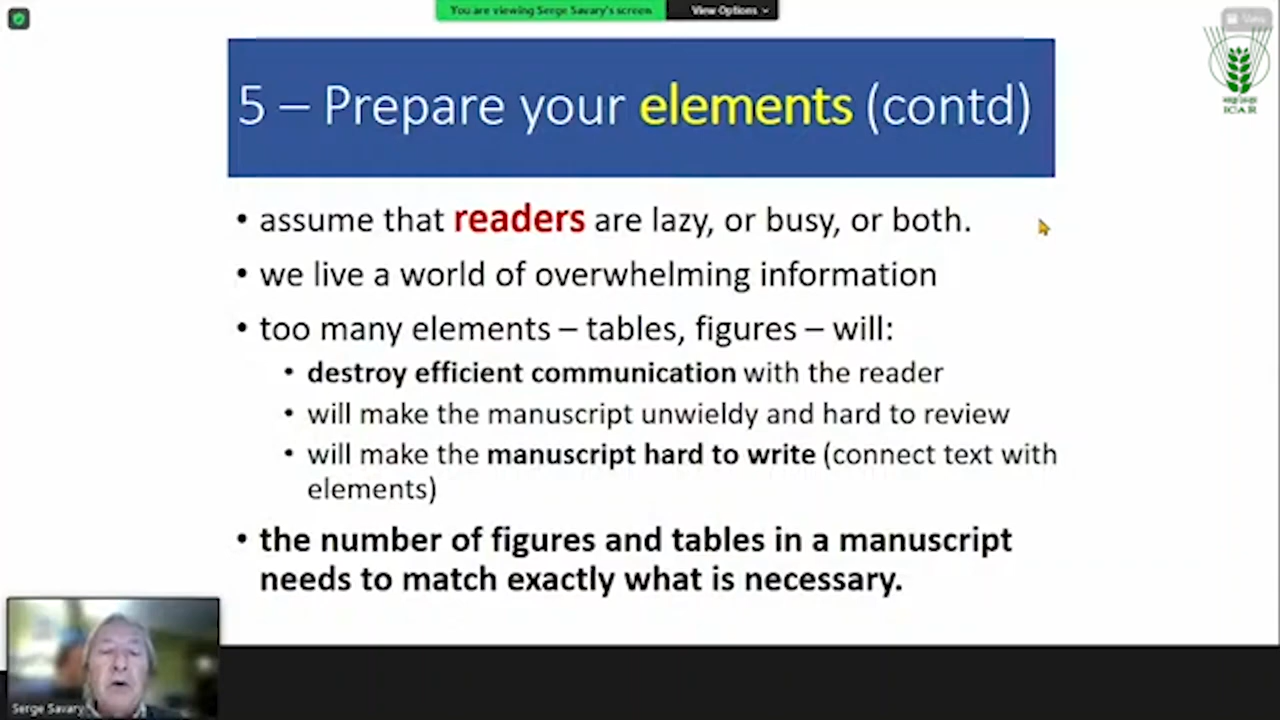 You are viewing Serge Savary's screen
View Options
View
5 – Prepare your elements (contd)
ICAR
• assume that readers are lazy, or busy, or both.
• we live a world of overwhelming information
• too many elements – tables, figures – will:
• destroy efficient communication with the reader
• will make the manuscript unwieldy and hard to review
• will make the manuscript hard to write (connect text with
elements)
• the number of figures and tables in a manuscript
needs to match exactly what is necessary.
Serge Savary